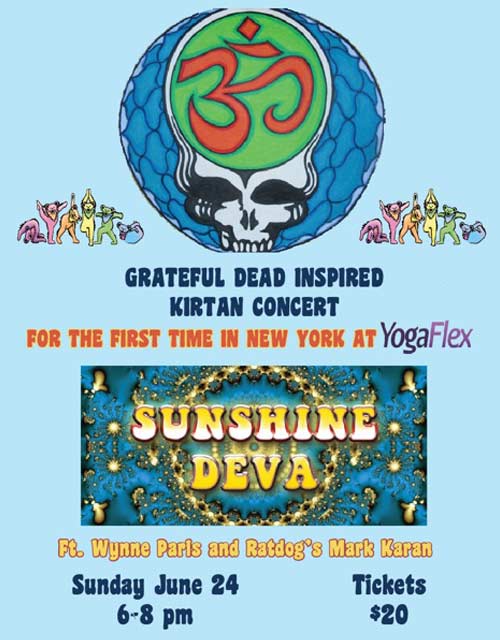 ॐ
GRATEFUL DEAD INSPIRED
KIRTAN CONCERT
FOR THE FIRST TIME IN NEW YORK AT YogaFlex
SUNSHINE
DEVA
Ft. Wynne Paris and Ratdog's Mark Karan
Sunday June 24
6-8 pm
Tickets
$20